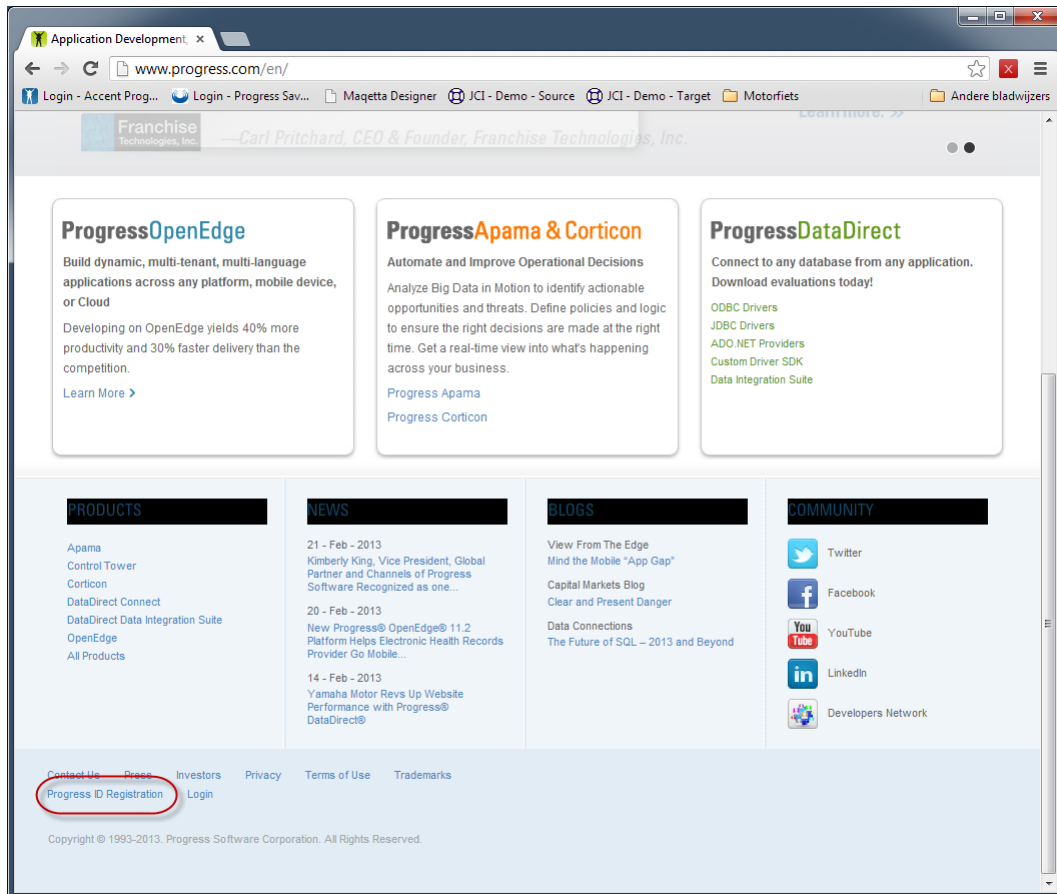 Application Development,
www.progress.com/en/
Login - Accent Prog...
Login - Progress Sav...
Maqetta Designer
JCI - Demo - Source
JCI - Demo - Target
Motorfiets
Andere bladwijzers
Learn more. >>
Franchise
Technologies, Inc.
—Carl Pritchard, CEO & Founder, Franchise Technologies, Inc.
ProgressOpenEdge
Build dynamic, multi-tenant, multi-language
applications across any platform, mobile device,
or Cloud
Developing on OpenEdge yields 40% more
productivity and 30% faster delivery than the
competition.
Learn More >
ProgressApama & Corticon
Automate and Improve Operational Decisions
Analyze Big Data in Motion to identify actionable
opportunities and threats. Define policies and logic
to ensure the right decisions are made at the right
time. Get a real-time view into what's happening
across your business.
Progress Apama
Progress Corticon
ProgressDataDirect
Connect to any database from any application.
Download evaluations today!
ODBC Drivers
JDBC Drivers
ADO.NET Providers
Custom Driver SDK
Data Integration Suite
PRODUCTS
Apama
Control Tower
Corticon
DataDirect Connect
DataDirect Data Integration Suite
OpenEdge
All Products
NEWS
21 - Feb - 2013
Kimberly King, Vice President, Global
Partner and Channels of Progress
Software Recognized as one...
20 - Feb - 2013
New Progress® OpenEdge® 11.2
Platform Helps Electronic Health Records
Provider Go Mobile...
14 - Feb - 2013
Yamaha Motor Revs Up Website
Performance with Progress®
DataDirect®
BLOGS
View From The Edge
Mind the Mobile “App Gap”
Capital Markets Blog
Clear and Present Danger
Data Connections
The Future of SQL – 2013 and Beyond
COMMUNITY
Twitter
Facebook
You
Tube
YouTube
in
LinkedIn
Developers Network
Contact Us
Press
Investors
Privacy
Terms of Use
Trademarks
Progress ID Registration
Login
Copyright © 1993-2013. Progress Software Corporation. All Rights Reserved.